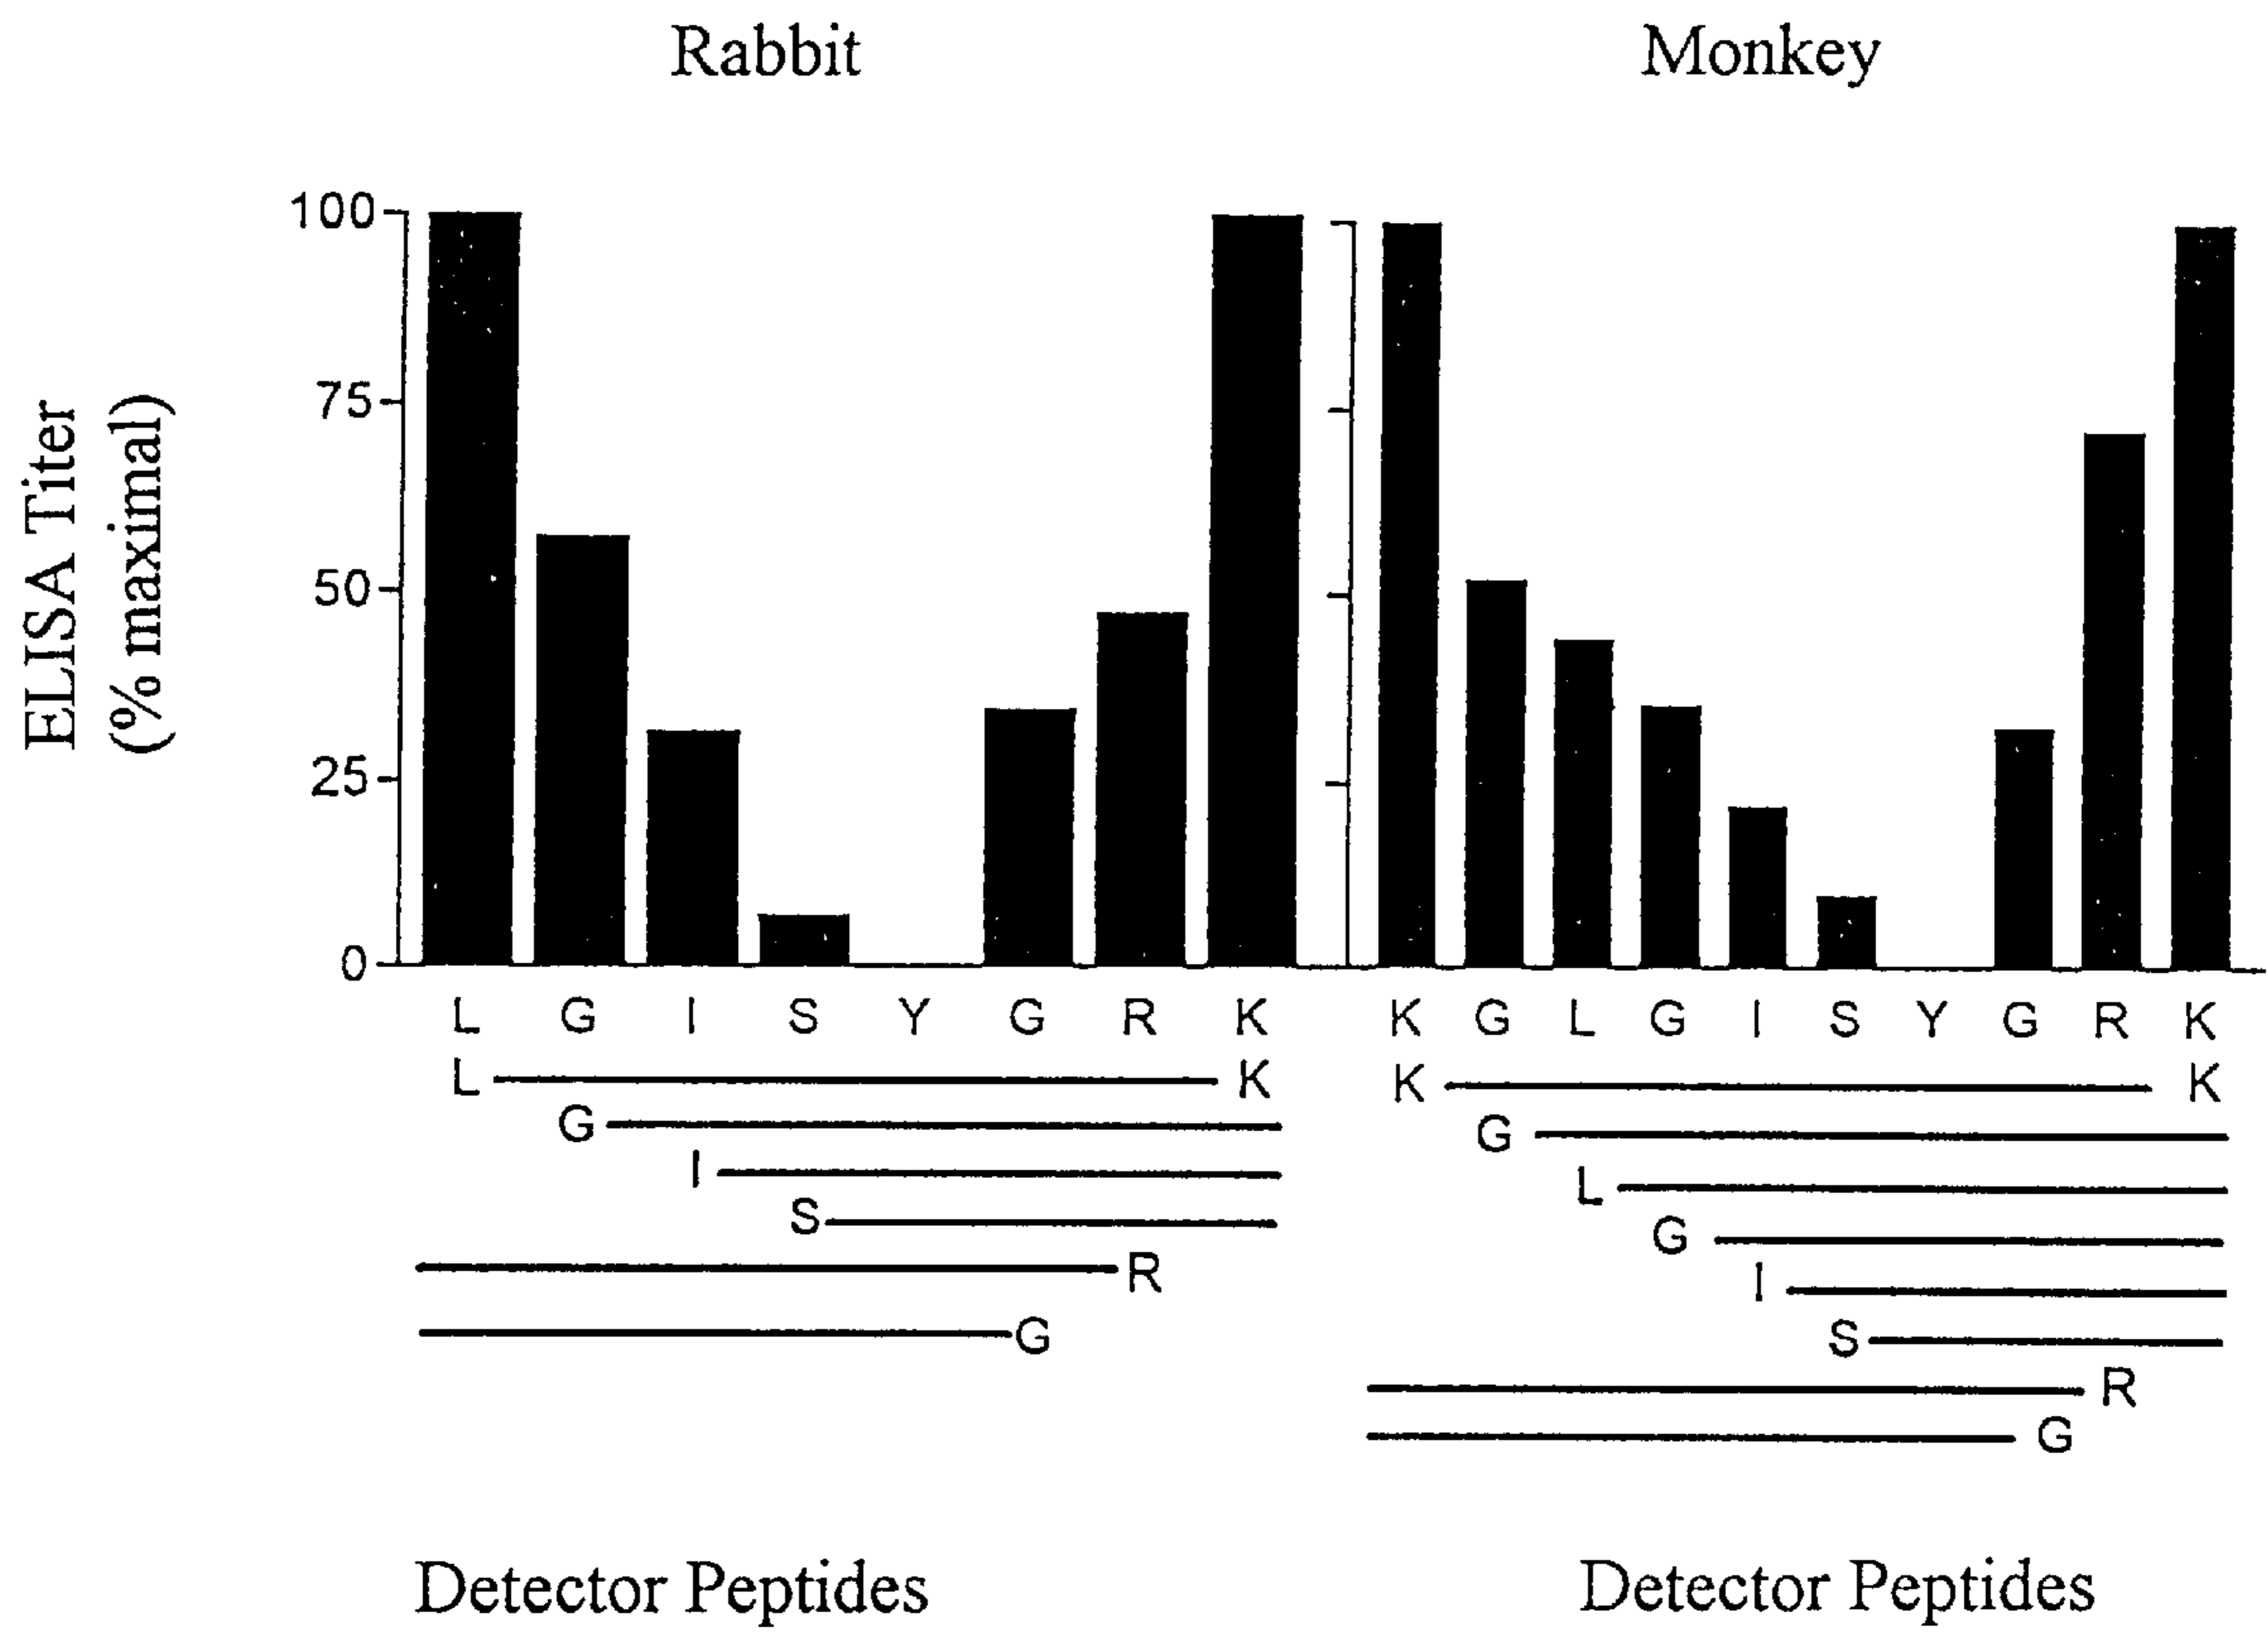 Rabbit Monkey
ELISA Titer
(% maximal)
100
75
50
25
0
L G I S Y G R K K G L G I S Y G R K
L K K K
G G
I L
S G
R I
G S
R
G
Detector Peptides Detector Peptides